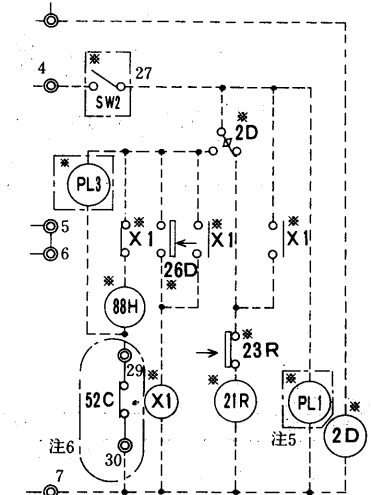 4
※
27
SW2
※
2D
※
PL3
5
6
※
X1
※
X1
※
X1
26D
※
※
88H
※
23R
29
※
52C
※
X1
※
21R
※
PL1
※
2D
注6
30
注5
7